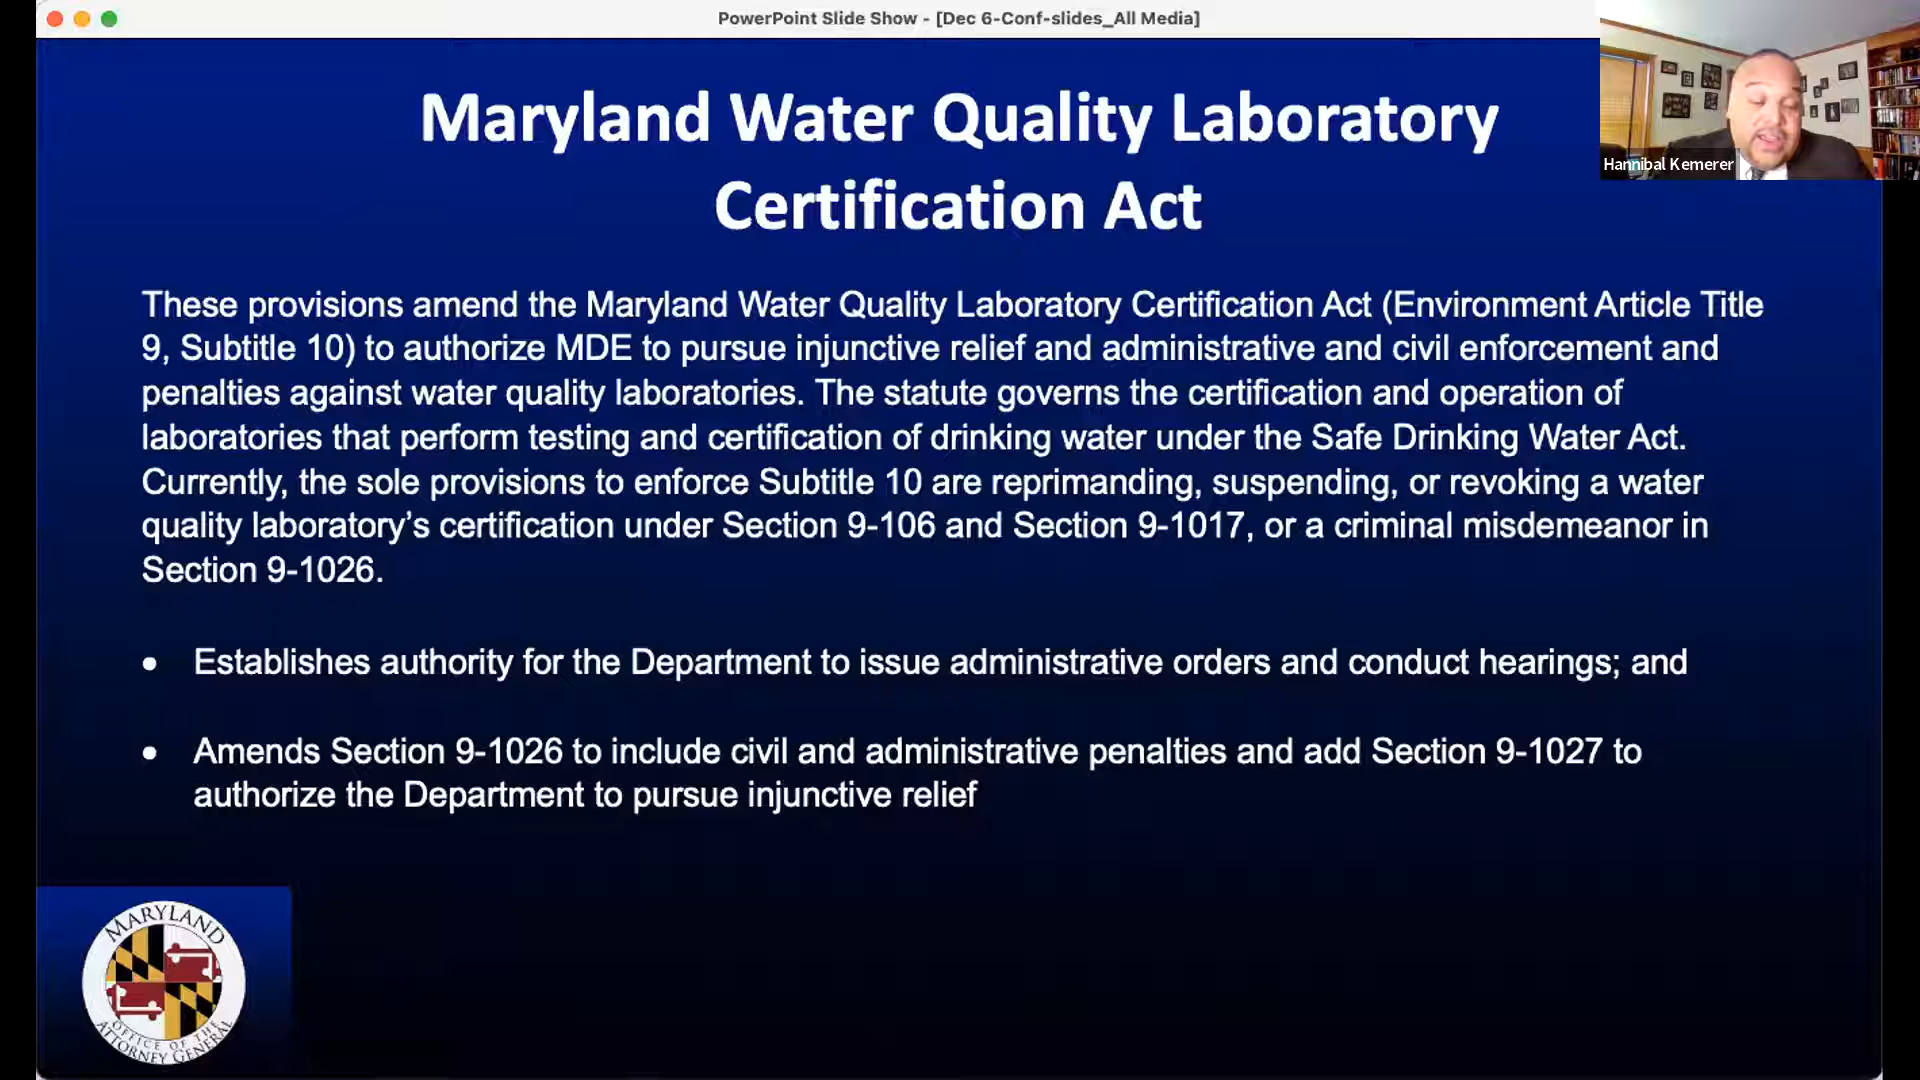 PowerPoint Slide Show - [Dec 6-Conf-slides_All Media]
Maryland Water Quality Laboratory
Certification Act
Hannibal Kemerer
These provisions amend the Maryland Water Quality Laboratory Certification Act (Environment Article Title
9, Subtitle 10) to authorize MDE to pursue injunctive relief and administrative and civil enforcement and
penalties against water quality laboratories. The statute governs the certification and operation of
laboratories that perform testing and certification of drinking water under the Safe Drinking Water Act.
Currently, the sole provisions to enforce Subtitle 10 are reprimanding, suspending, or revoking a water
quality laboratory’s certification under Section 9-106 and Section 9-1017, or a criminal misdemeanor in
Section 9-1026.
• Establishes authority for the Department to issue administrative orders and conduct hearings; and
• Amends Section 9-1026 to include civil and administrative penalties and add Section 9-1027 to
authorize the Department to pursue injunctive relief
MARYLAND
OFFICE OF THE
ATTORNEY GENERAL